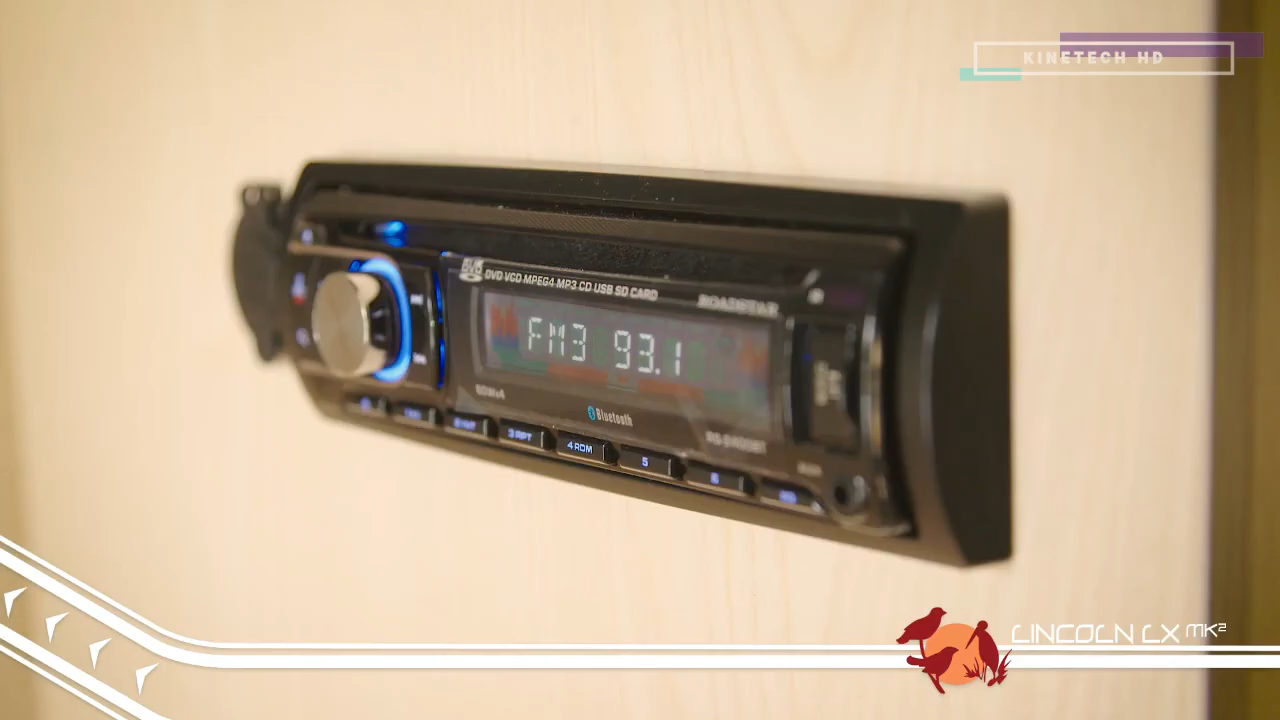 KINETECH HD
DVD VCD MPEG4 MP3 CD USB SD CARD
ROADSTAR
FM3 93.1
Bluetooth
3 RPT
4 RDM
5
6
LINCOLN LX MK2